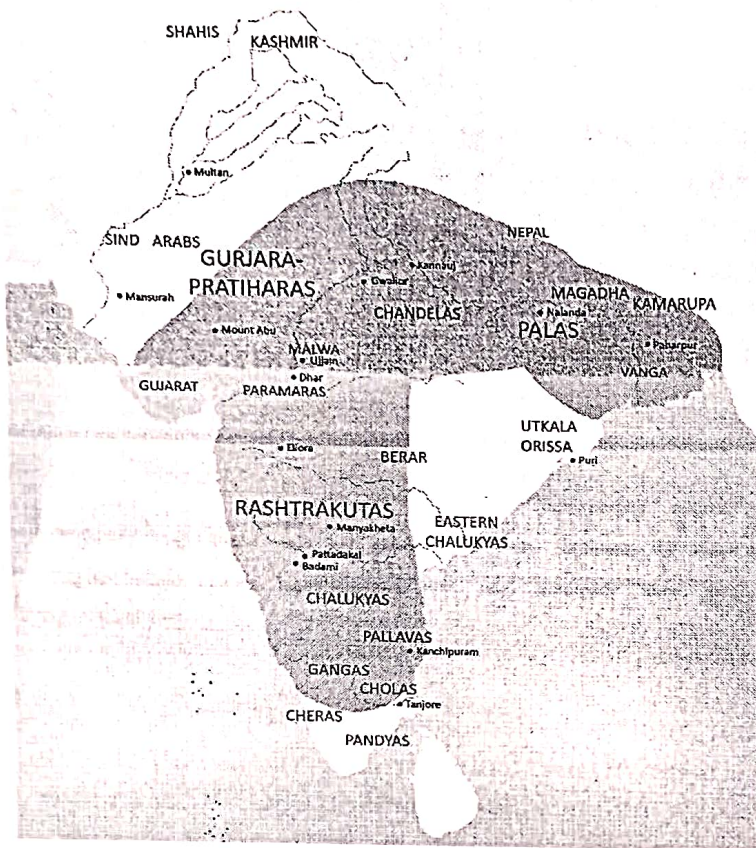 SHAHIS
KASHMIR
Multan
NEPAL
SIND ARABS
GURJARA-
PRATIHARAS
Kannauj
Gwalior
Mansurah
MAGADHA
KAMARUPA
CHANDELAS
Nalanda
PALAS
Mount Abu
Paharpur
MALWA
Ujjain
VANGA
Dhar
GUJARAT
PARAMARAS
UTKALA
ORISSA
Ellora
BERAR
Puri
RASHTRAKUTAS
Manyakheta
EASTERN
CHALUKYAS
Pattadakal
Badami
CHALUKYAS
PALLAVAS
Kanchipuram
GANGAS
CHOLAS
Tanjore
CHERAS
PANDYAS